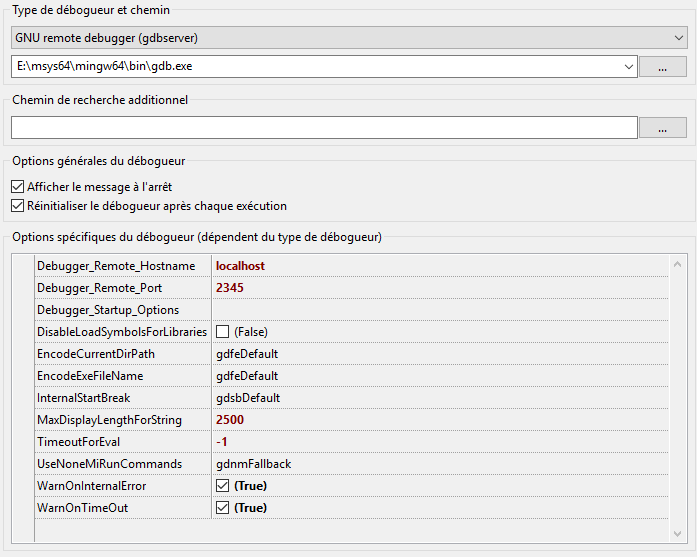 Type de débogueur et chemin
GNU remote debugger (gdbserver)
E:\msys64\mingw64\bin\gdb.exe
...
Chemin de recherche additionnel
...
Options générales du débogueur
Afficher le message à l'arrêt
Réinitialiser le débogueur après chaque exécution
Options spécifiques du débogueur (dépendent du type de débogueur)
Debugger_Remote_Hostname localhost
Debugger_Remote_Port 2345
Debugger_Startup_Options
DisableLoadSymbolsForLibraries (False)
EncodeCurrentDirPath gdfeDefault
EncodeExeFileName gdfeDefault
InternalStartBreak gdsbDefault
MaxDisplayLengthForString 2500
TimeoutForEval -1
UseNoneMiRunCommands gdnmFallback
WarnOnInternalError (True)
WarnOnTimeOut (True)